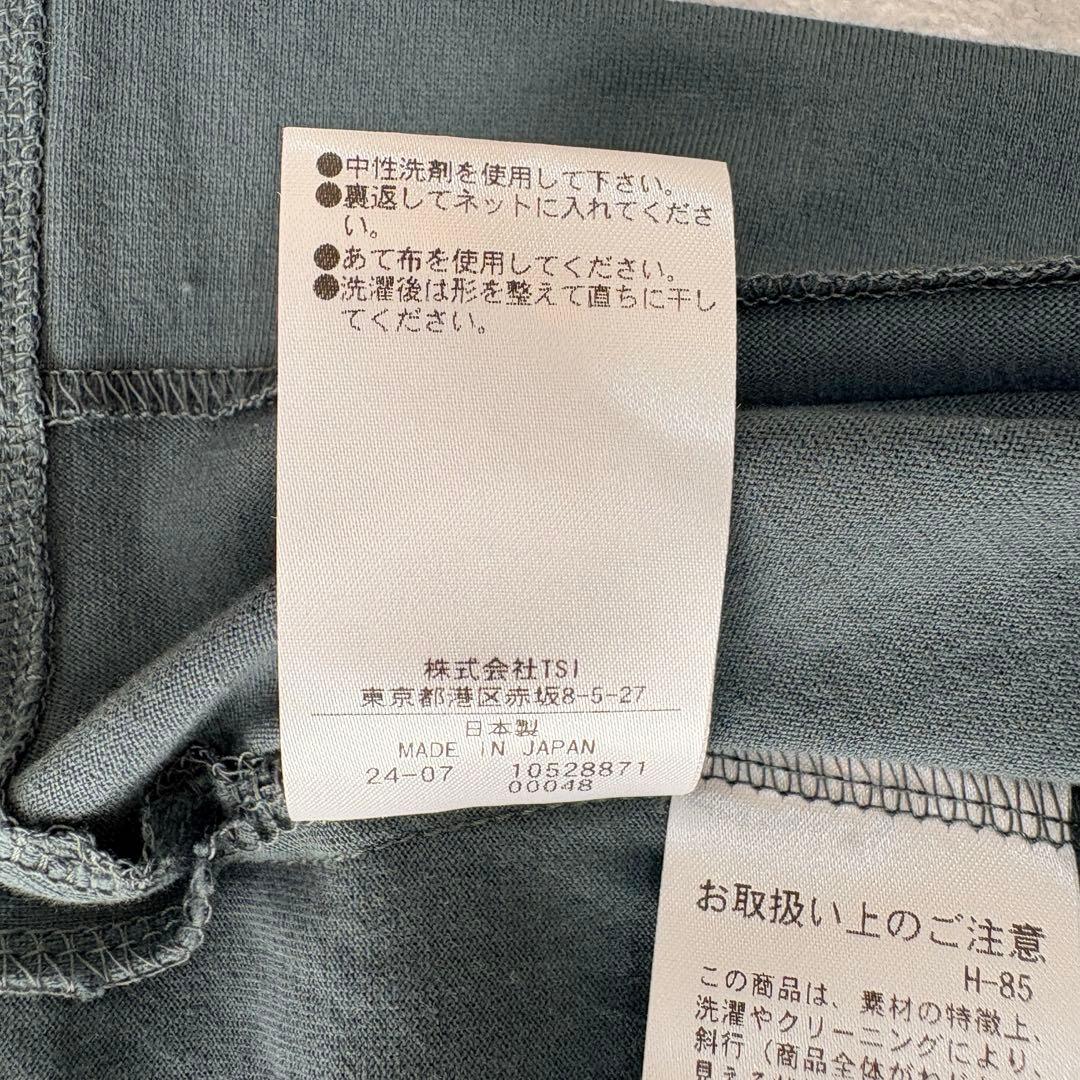 ●中性洗剤を使用して下さい。
●裏返してネットに入れてくださ
い。
●あて布を使用してください。
●洗濯後は形を整えて直ちに干し
てください。
株式会社TSI
東京都港区赤坂8-5-27
日本製
MADE IN JAPAN
24-07 10528871
00048
お取扱い上のご注意
H-85
この商品は、素材の特徴上、
洗濯やクリーニングにより、
斜行（商品全体がねじ
見える